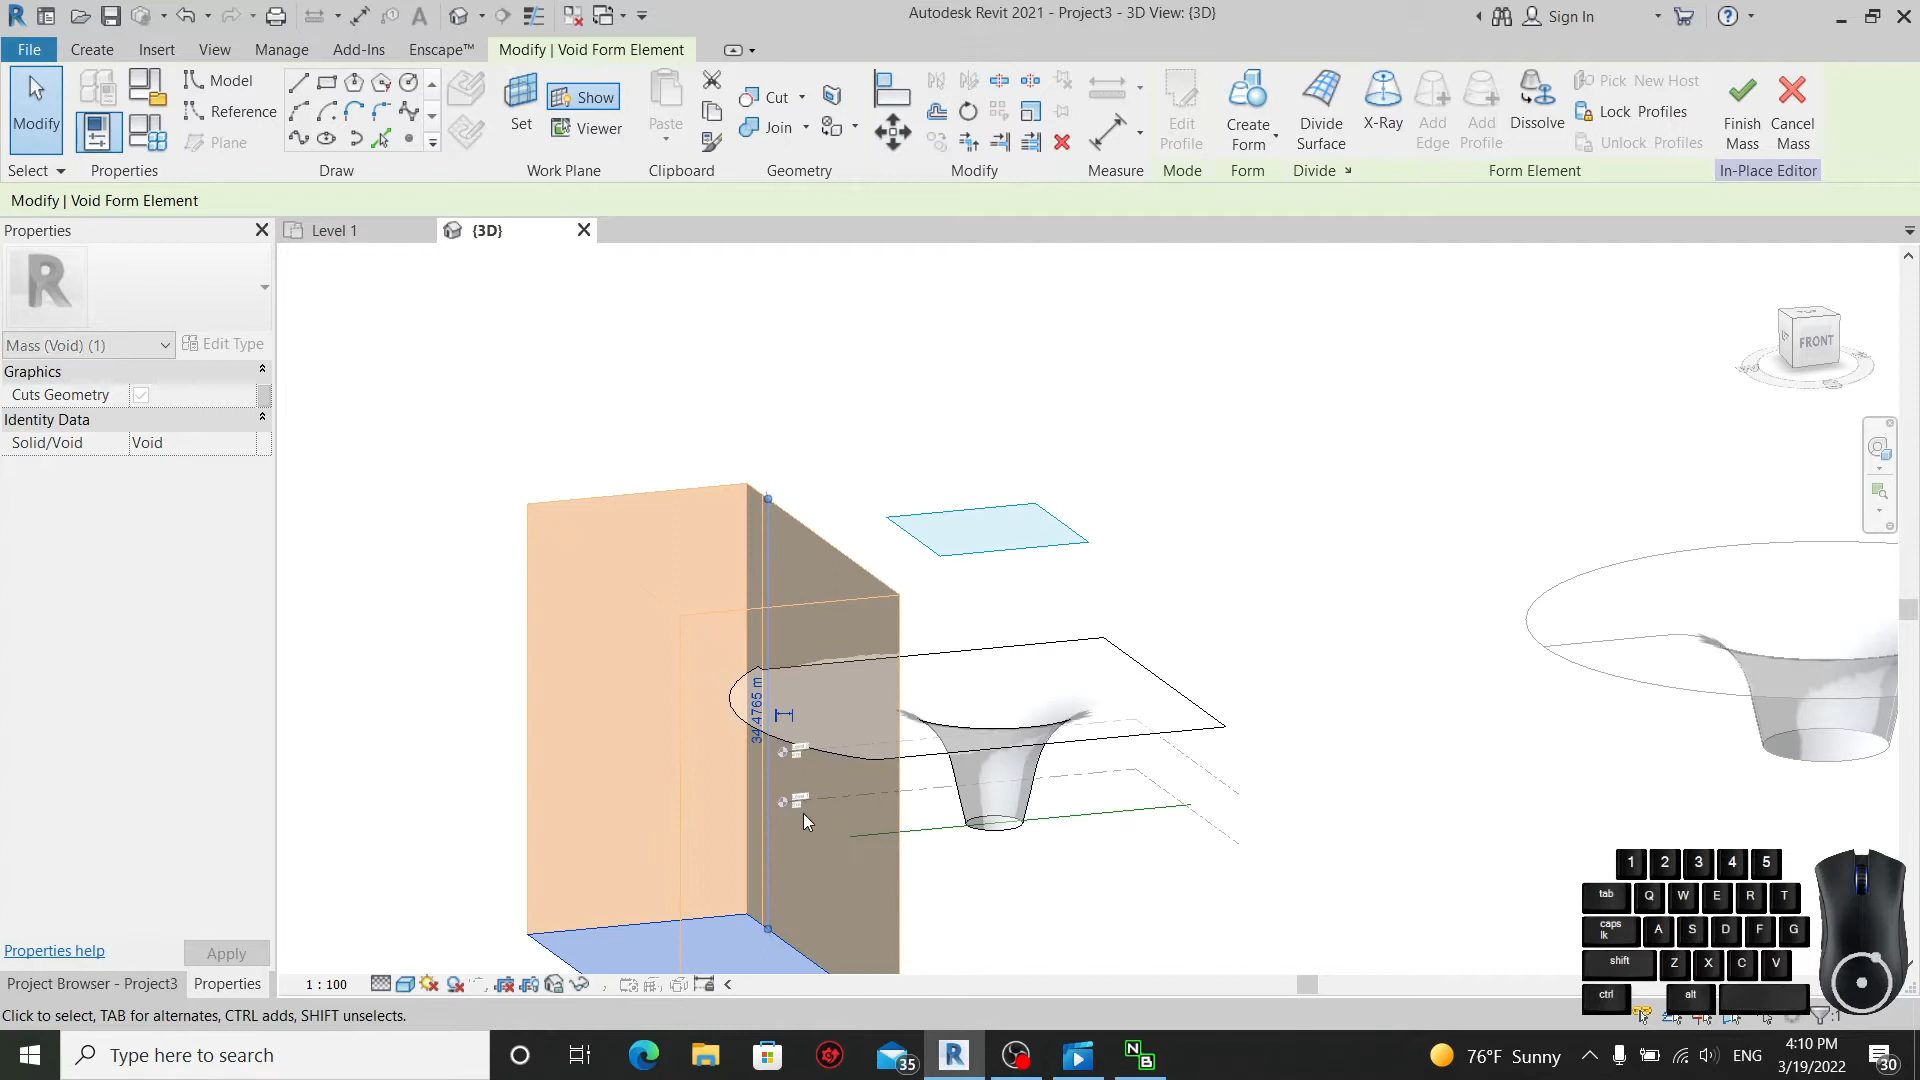 Autodesk Revit 2021 - Project3 - 3D View: {3D}
Sign In
File
Create
Insert
View
Manage
Add-Ins
Enscape™
Modify | Void Form Element
Modify
Model
Reference
Plane
Set
Show
Viewer
Paste
Cut
Join
Edit
Profile
Create
Form
Divide
Surface
X-Ray
Add
Edge
Add
Profile
Dissolve
Pick New Host
Lock Profiles
Unlock Profiles
Finish
Mass
Cancel
Mass
Select
Properties
Draw
Work Plane
Clipboard
Geometry
Modify
Measure
Mode
Form
Divide
Form Element
In-Place Editor
Modify | Void Form Element
Properties
Level 1
{3D}
R
Mass (Void) (1)
Edit Type
Graphics
Cuts Geometry
Identity Data
Solid/Void
Void
FRONT
34.4765 m
Properties help
Apply
Project Browser - Project3
Properties
1 : 100
Click to select, TAB for alternates, CTRL adds, SHIFT unselects.
:1
1 2 3 4 5
tab Q W E R T
caps lk A S D F G
shift Z X C V
ctrl alt
Type here to search
35
76°F Sunny
ENG
4:10 PM
3/19/2022
30